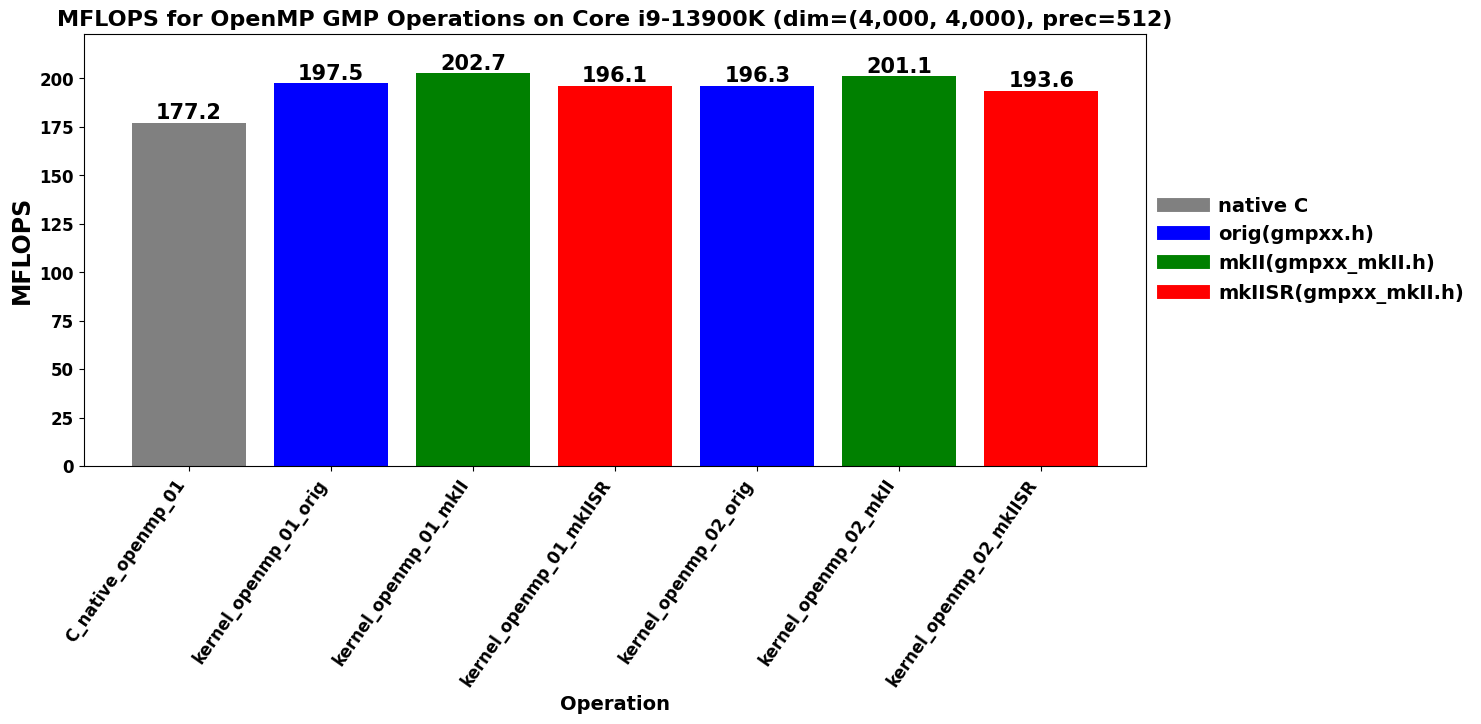 MFLOPS for OpenMP GMP Operations on Core i9-13900K (dim=(4,000, 4,000), prec=512)
MFLOPS
200
175
150
125
100
75
50
25
0
177.2
197.5
202.7
196.1
196.3
201.1
193.6
native C
orig(gmpxx.h)
mkII(gmpxx_mkII.h)
mkIISR(gmpxx_mkII.h)
C_native_openmp_01
kernel_openmp_01_orig
kernel_openmp_01_mkII
kernel_openmp_01_mkIISR
kernel_openmp_02_orig
kernel_openmp_02_mkII
kernel_openmp_02_mkIISR
Operation